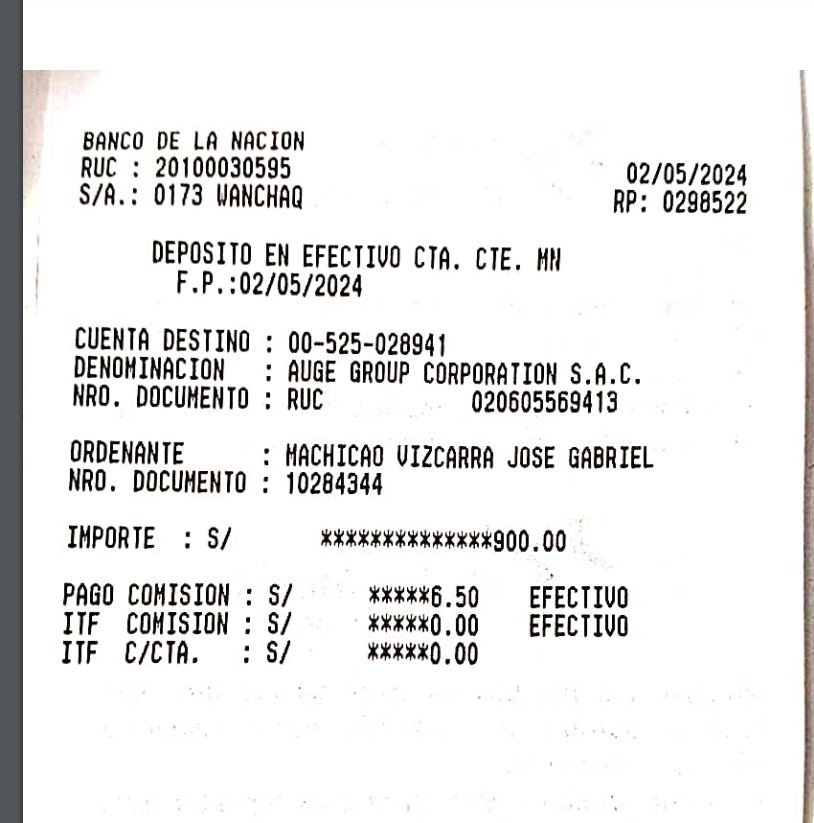 BANCO DE LA NACION
RUC : 20100030595 02/05/2024
S/A.: 0173 WANCHAQ RP: 0298522
DEPOSITO EN EFECTIVO CTA. CTE. MN
F.P.:02/05/2024
CUENTA DESTINO : 00-525-028941
DENOMINACION : AUGE GROUP CORPORATION S.A.C.
NRO. DOCUMENTO : RUC 020605569413
ORDENANTE : MACHICAO VIZCARRA JOSE GABRIEL
NRO. DOCUMENTO : 10284344
IMPORTE : S/ **************900.00
PAGO COMISION : S/ *****6.50 EFECTIVO
ITF COMISION : S/ *****0.00 EFECTIVO
ITF C/CTA. : S/ *****0.00